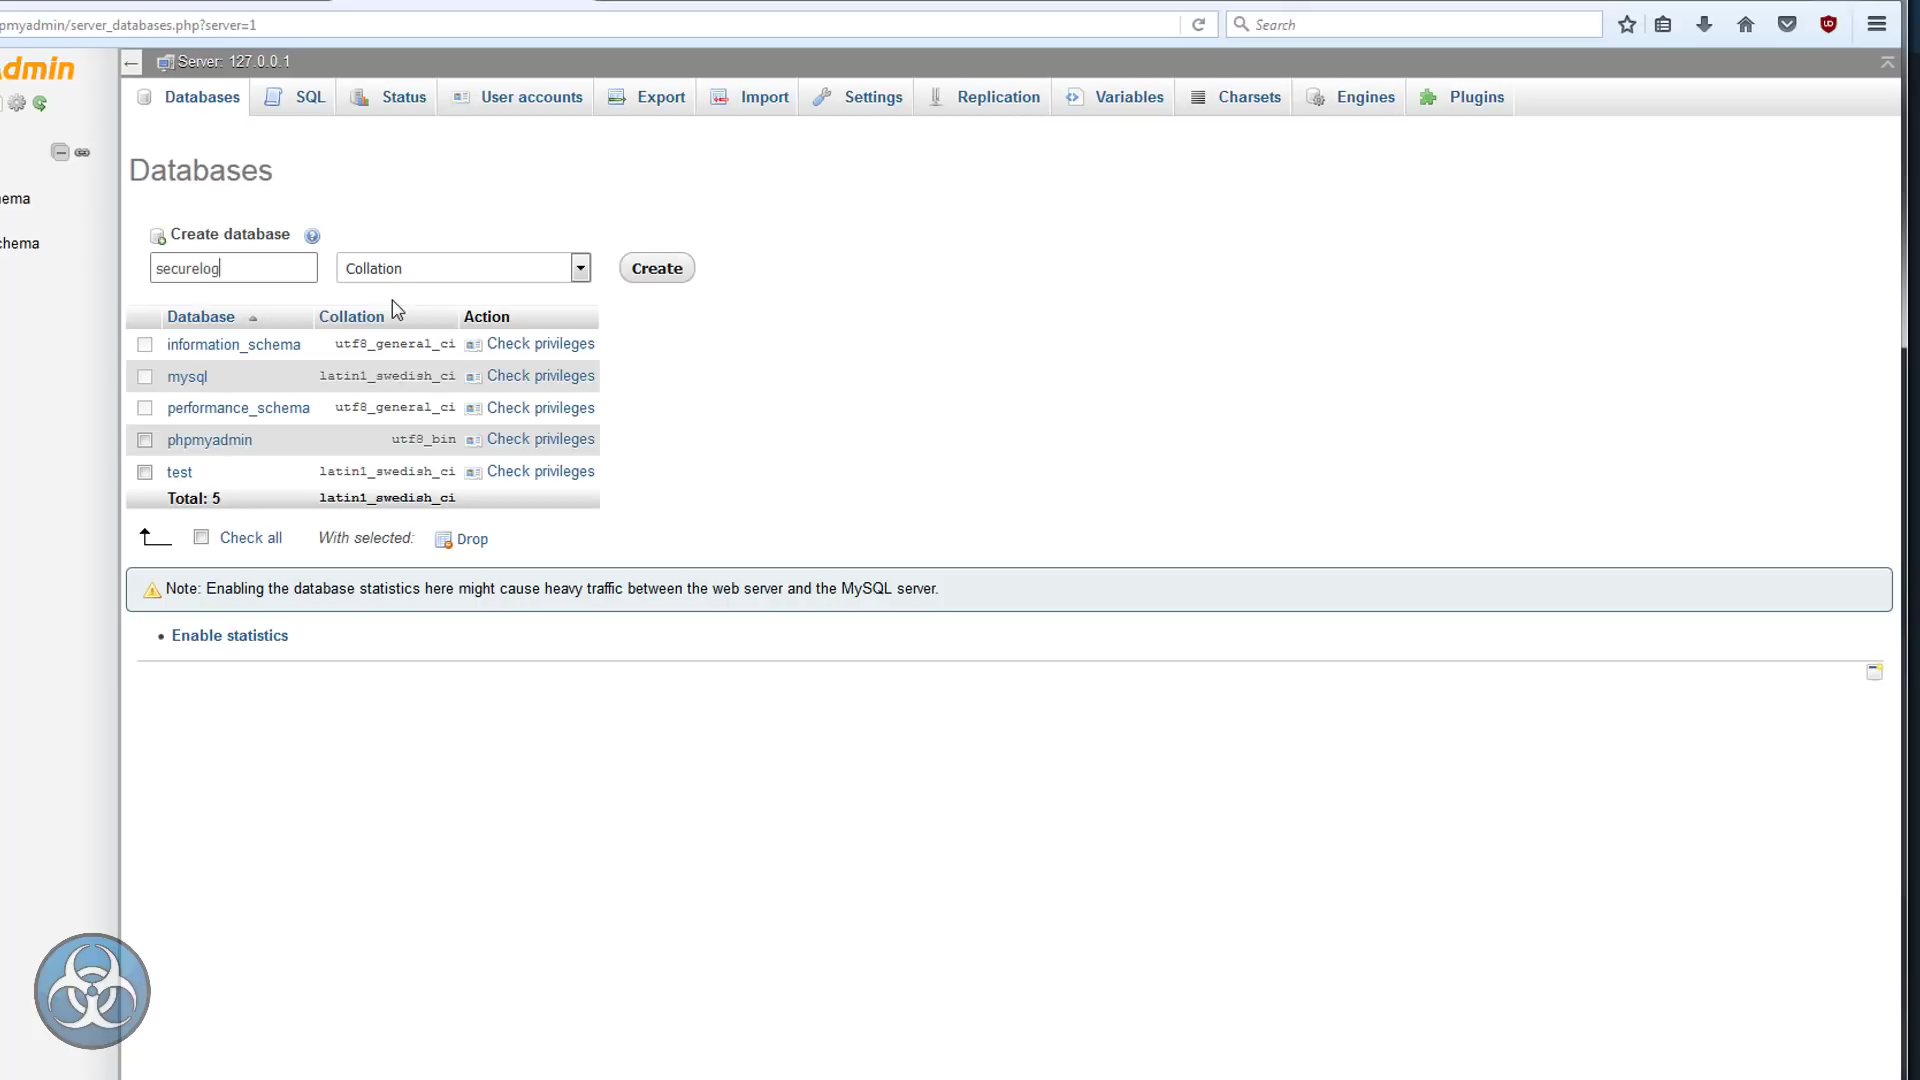 pmyadmin/server_databases.php?server=1
Search
dmin
Server: 127.0.0.1
Databases
SQL
Status
User accounts
Export
Import
Settings
Replication
Variables
Charsets
Engines
Plugins
ema
chema
Databases
Create database
securelog
Collation
Create
Database Collation Action
information_schema utf8_general_ci Check privileges
mysql latin1_swedish_ci Check privileges
performance_schema utf8_general_ci Check privileges
phpmyadmin utf8_bin Check privileges
test latin1_swedish_ci Check privileges
Total: 5 latin1_swedish_ci
Check all With selected: Drop
Note: Enabling the database statistics here might cause heavy traffic between the web server and the MySQL server.
Enable statistics